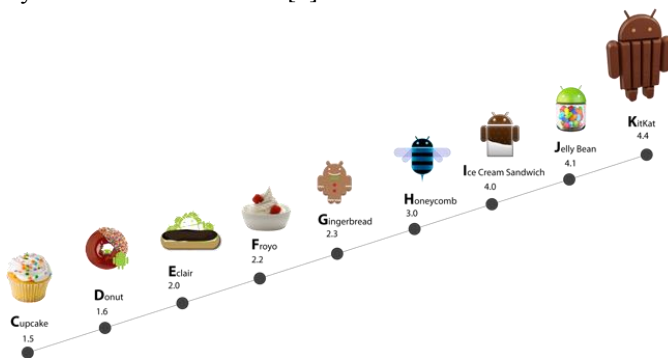 Cupcake
1.5
Donut
1.6
Eclair
2.0
Froyo
2.2
Gingerbread
2.3
Honeycomb
3.0
Ice Cream Sandwich
4.0
Jelly Bean
4.1
KitKat
4.4